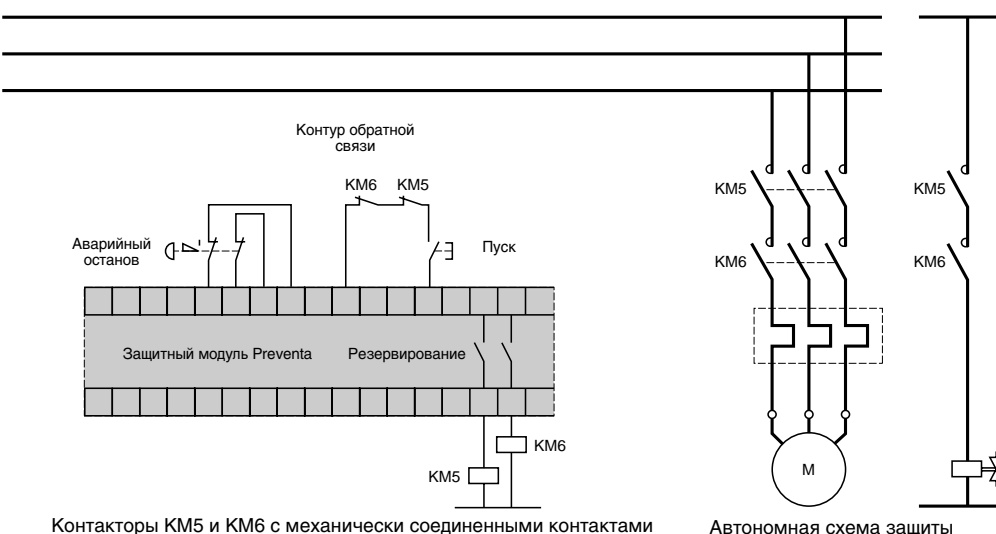 Контур обратной
связи
KM6 KM5
KM5
KM5
Аварийный
останов
Пуск
KM6
KM6
Защитный модуль Preventa
Резервирование
KM6
KM5
M
Контакторы KM5 и KM6 с механически соединенными контактами
Автономная схема защиты